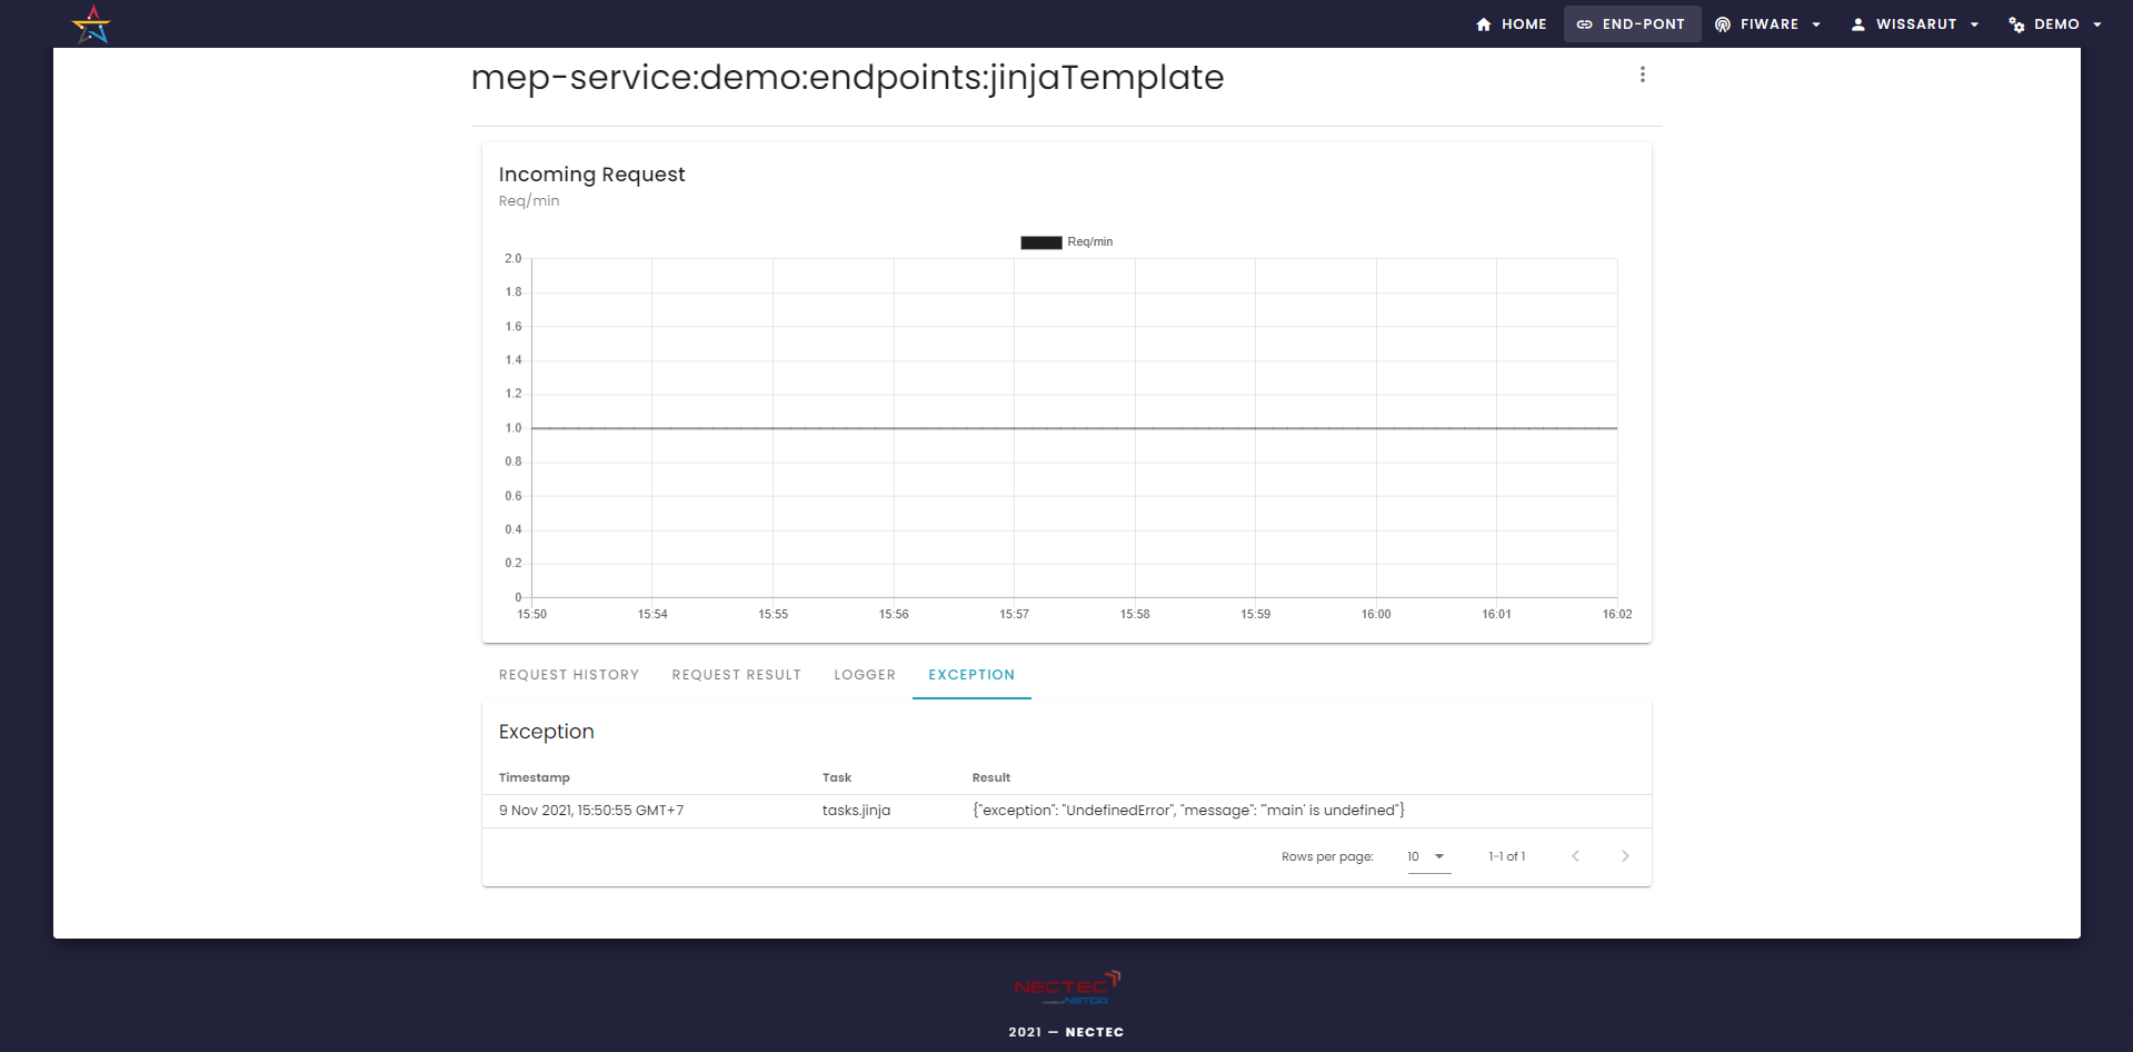 HOME END-PONT FIWARE WISSARUT DEMO
mep-service:demo:endpoints:jinjaTemplate
Incoming Request
Req/min
Req/min
2.0
1.8
1.6
1.4
1.2
1.0
0.8
0.6
0.4
0.2
0
15:50 15:54 15:55 15:56 15:57 15:58 15:59 16:00 16:01 16:02
REQUEST HISTORY REQUEST RESULT LOGGER EXCEPTION
Exception
Timestamp Task Result
9 Nov 2021, 15:50:55 GMT+7 tasks.jinja {"exception": "UndefinedError", "message": "'main' is undefined"}
Rows per page: 10 1-1 of 1
NECTEC
NSTDA
2021 — NECTEC